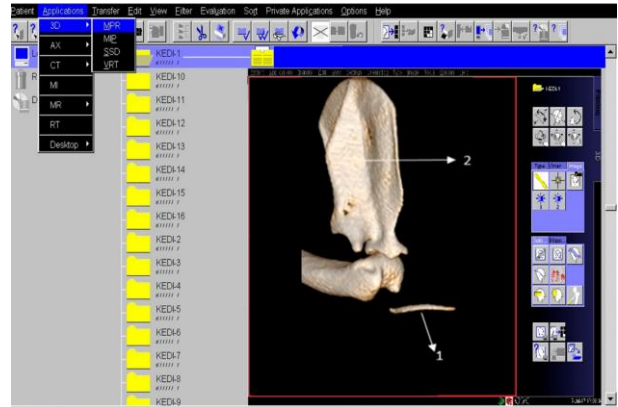 Patient Applications Transfer Edit View Filter Evaluation Sort Private Applications Options Help
3D MPR
AX MIP
CT SSD
MI VRT
MR
RT
Desktop
KEDI-1
KEDI-10
KEDI-11
KEDI-12
KEDI-13
KEDI-14
KEDI-15
KEDI-16
KEDI-2
KEDI-3
KEDI-4
KEDI-5
KEDI-6
KEDI-7
KEDI-8
KEDI-9
KEDI-1
3D
2
1